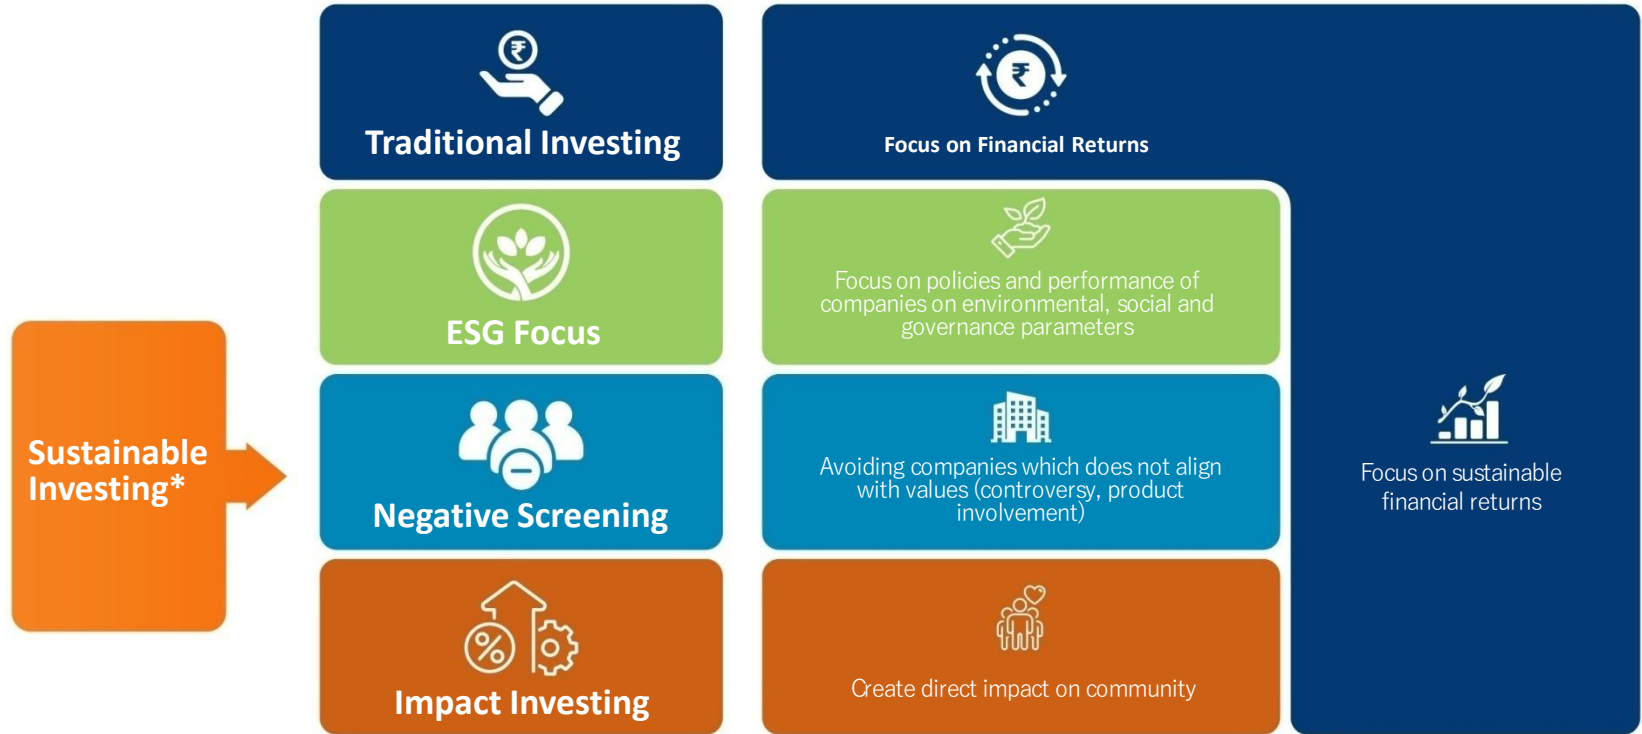 Traditional Investing
₹
Focus on Financial Returns
₹
ESG Focus
Focus on policies and performance of
companies on environmental, social and
governance parameters
Sustainable
Investing*
Negative Screening
Avoiding companies which does not align
with values (controversy, product
involvement)
Focus on sustainable
financial returns
%
Impact Investing
Create direct impact on community